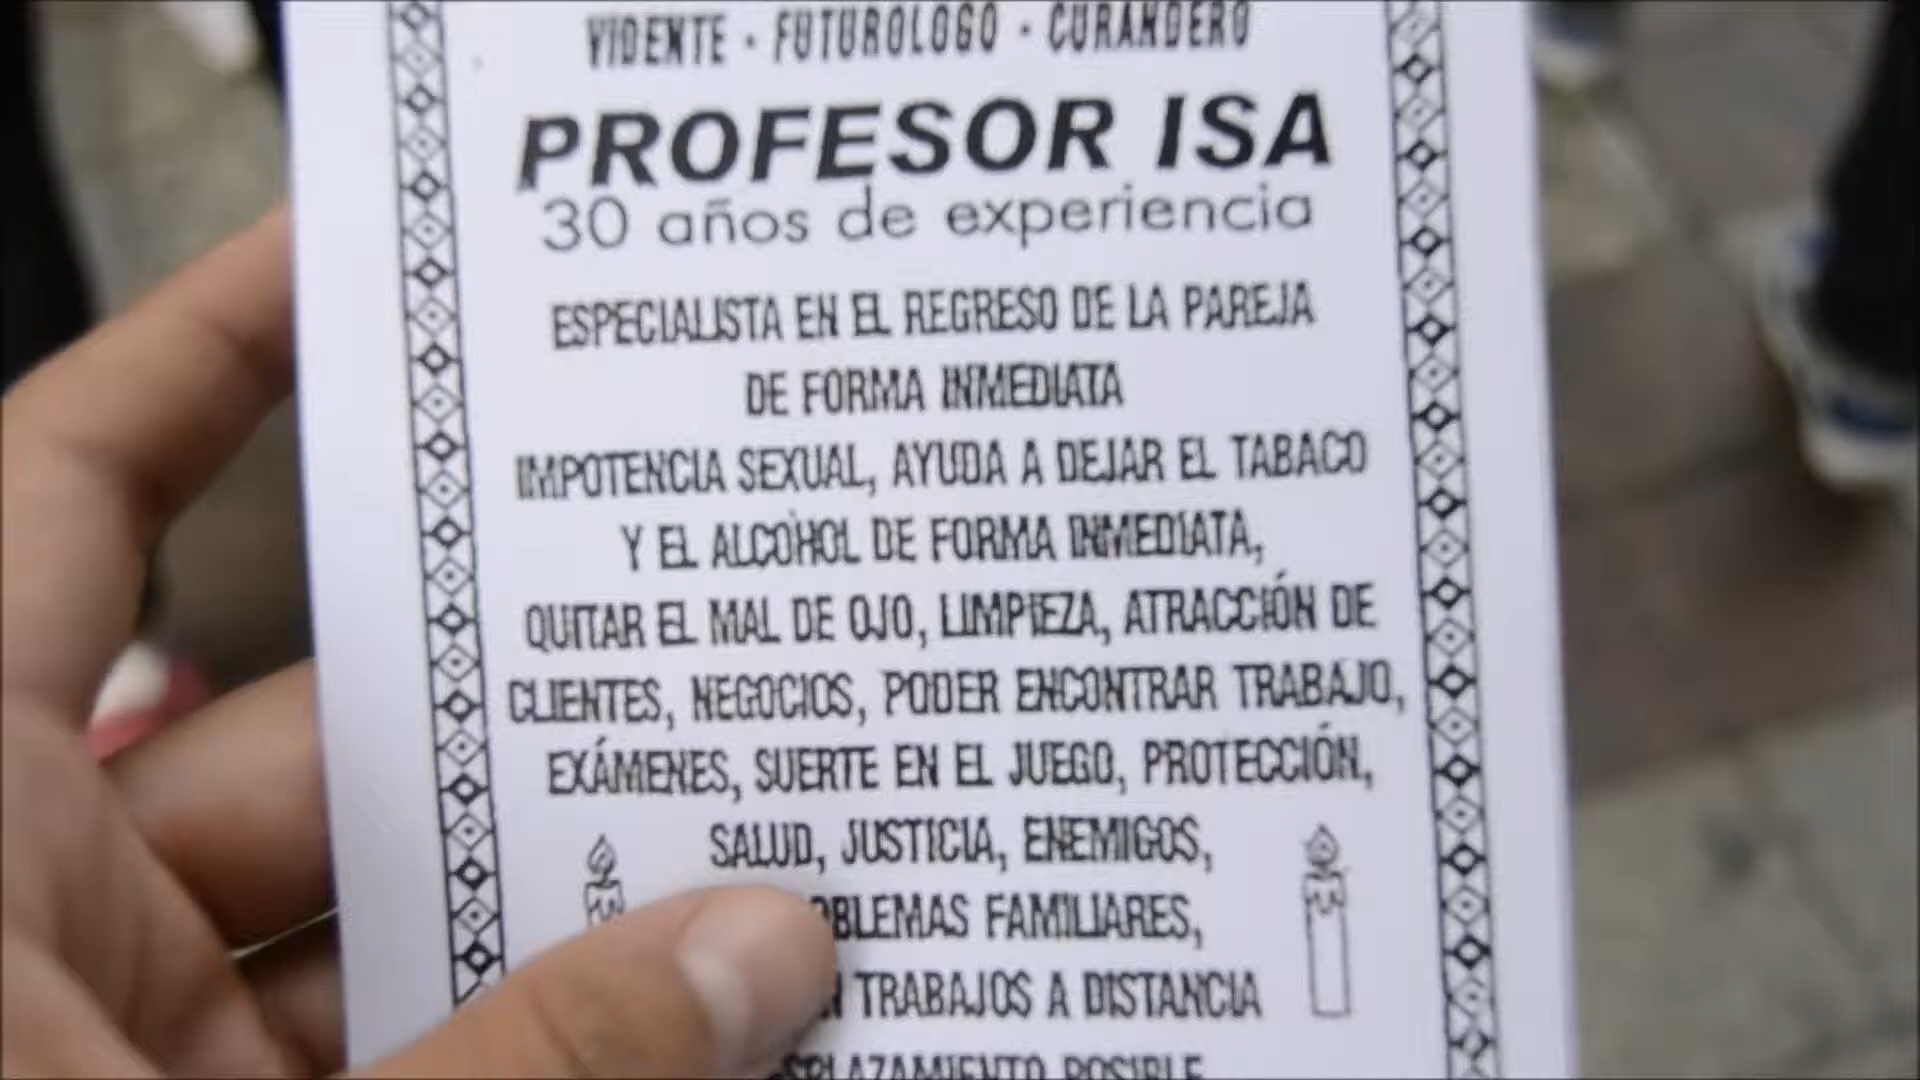 VIDENTE - FUTUROLOGO - CURANDERO
PROFESOR ISA
30 años de experiencia
ESPECIALISTA EN EL REGRESO DE LA PAREJA
DE FORMA INMEDIATA
IMPOTENCIA SEXUAL, AYUDA A DEJAR EL TABACO
Y EL ALCOHOL DE FORMA INMEDIATA,
QUITAR EL MAL DE OJO, LIMPIEZA, ATRACCIÓN DE
CLIENTES, NEGOCIOS, PODER ENCONTRAR TRABAJO,
EXÁMENES, SUERTE EN EL JUEGO, PROTECCIÓN,
SALUD, JUSTICIA, ENEMIGOS,
FAMILIARES,
TRABAJOS A DISTANCIA
POSIBLE